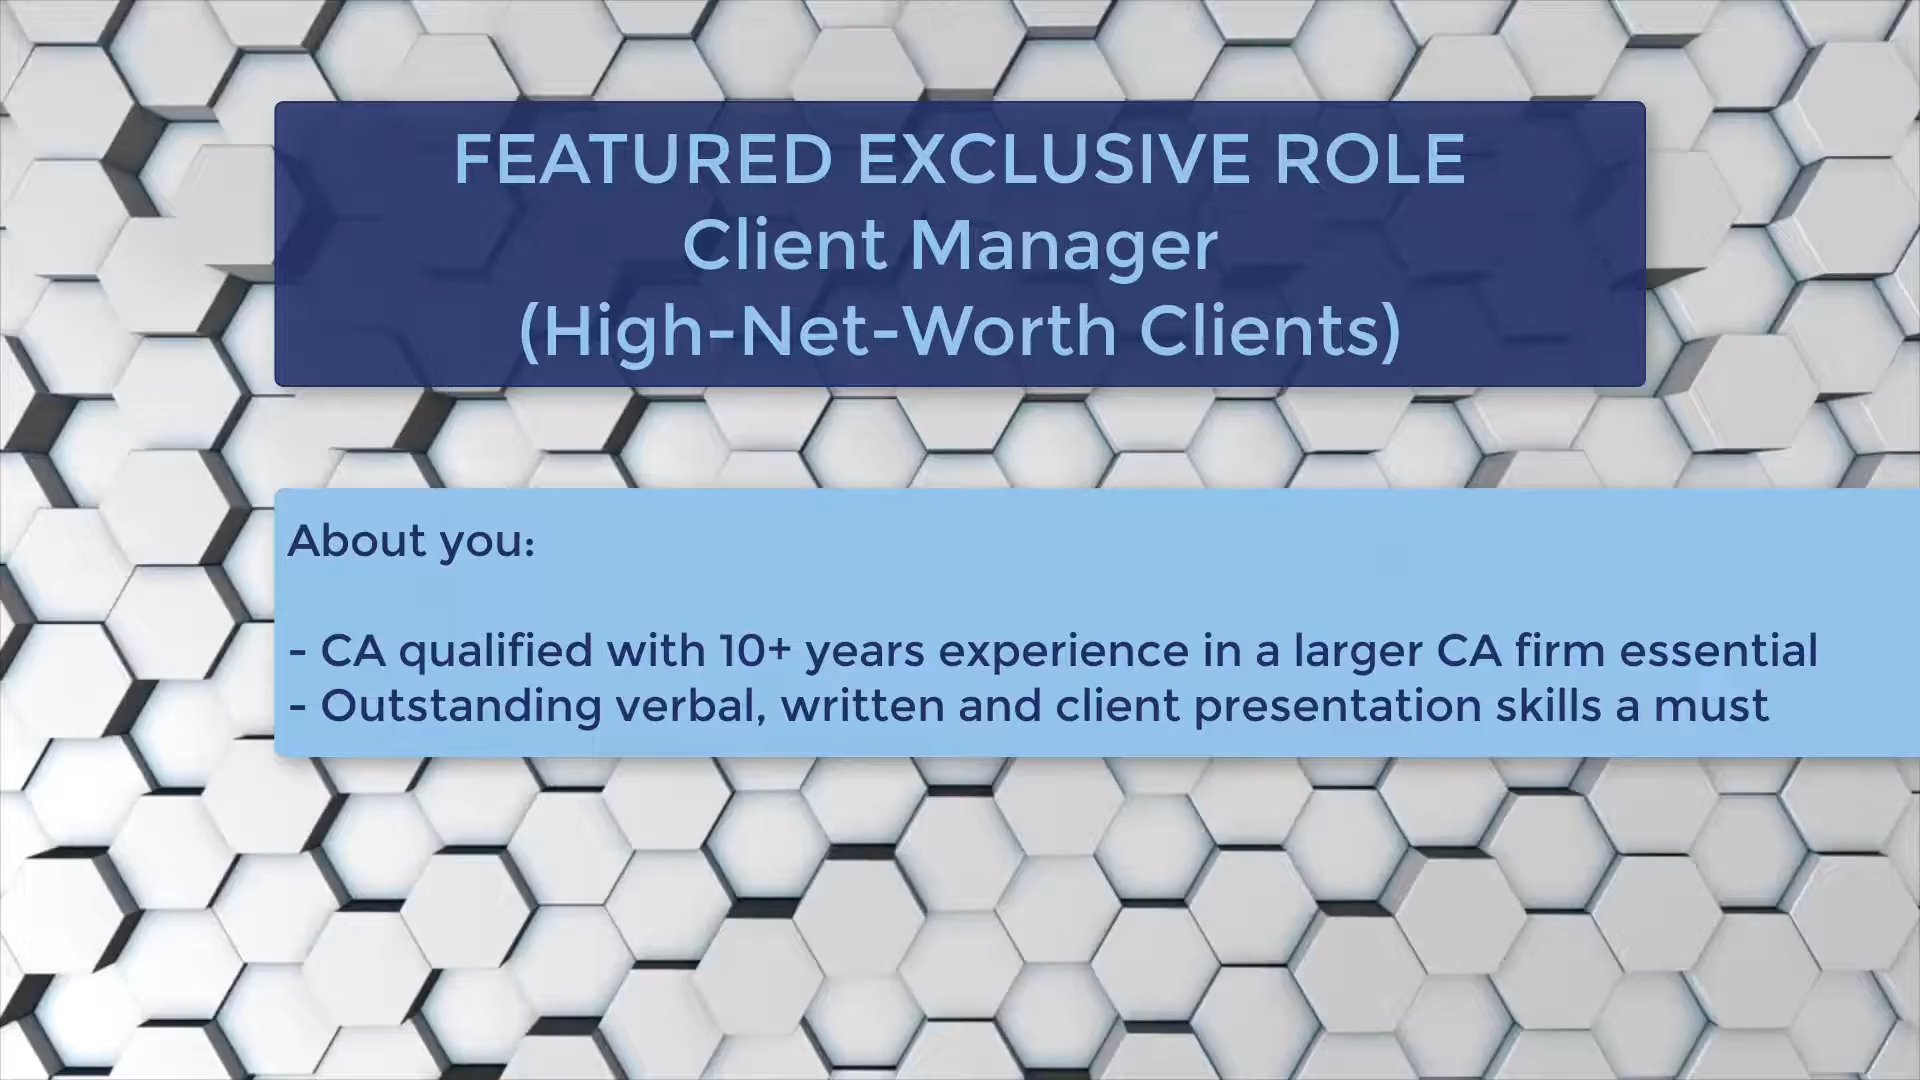 FEATURED EXCLUSIVE ROLE
Client Manager
(High-Net-Worth Clients)
About you:
- CA qualified with 10+ years experience in a larger CA firm essential
- Outstanding verbal, written and client presentation skills a must